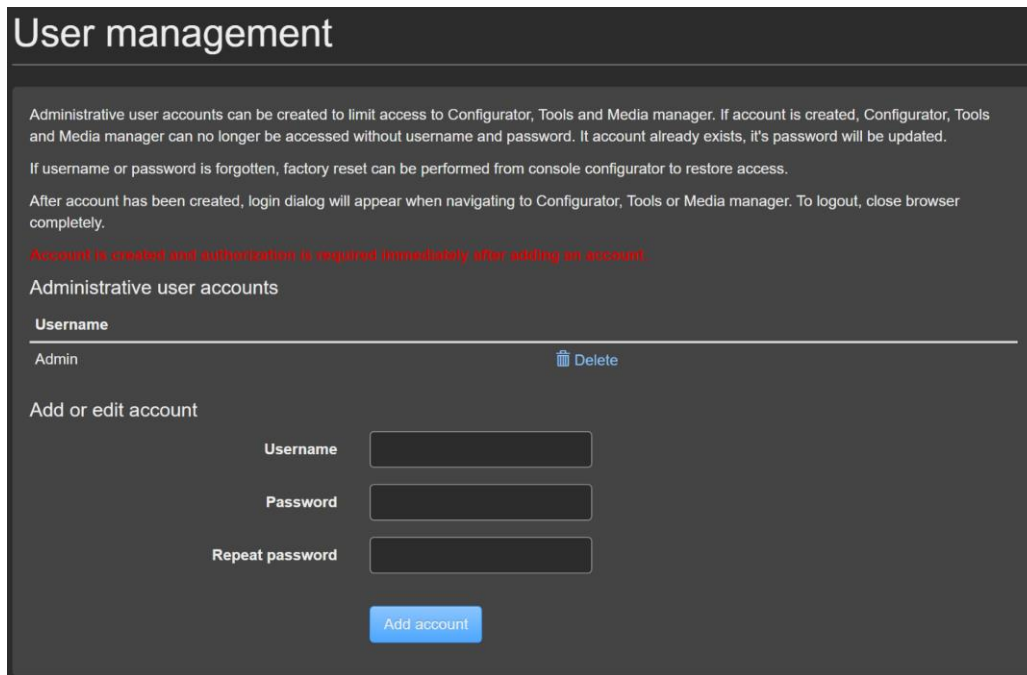 User management
Administrative user accounts can be created to limit access to Configurator, Tools and Media manager. If account is created, Configurator, Tools
and Media manager can no longer be accessed without username and password. It account already exists, it's password will be updated.
If username or password is forgotten, factory reset can be performed from console configurator to restore access.
After account has been created, login dialog will appear when navigating to Configurator, Tools or Media manager. To logout, close browser
completely.
Account is created and authorization is required immediately after adding an account.
Administrative user accounts
Username
Admin Delete
Add or edit account
Username
Password
Repeat password
Add account